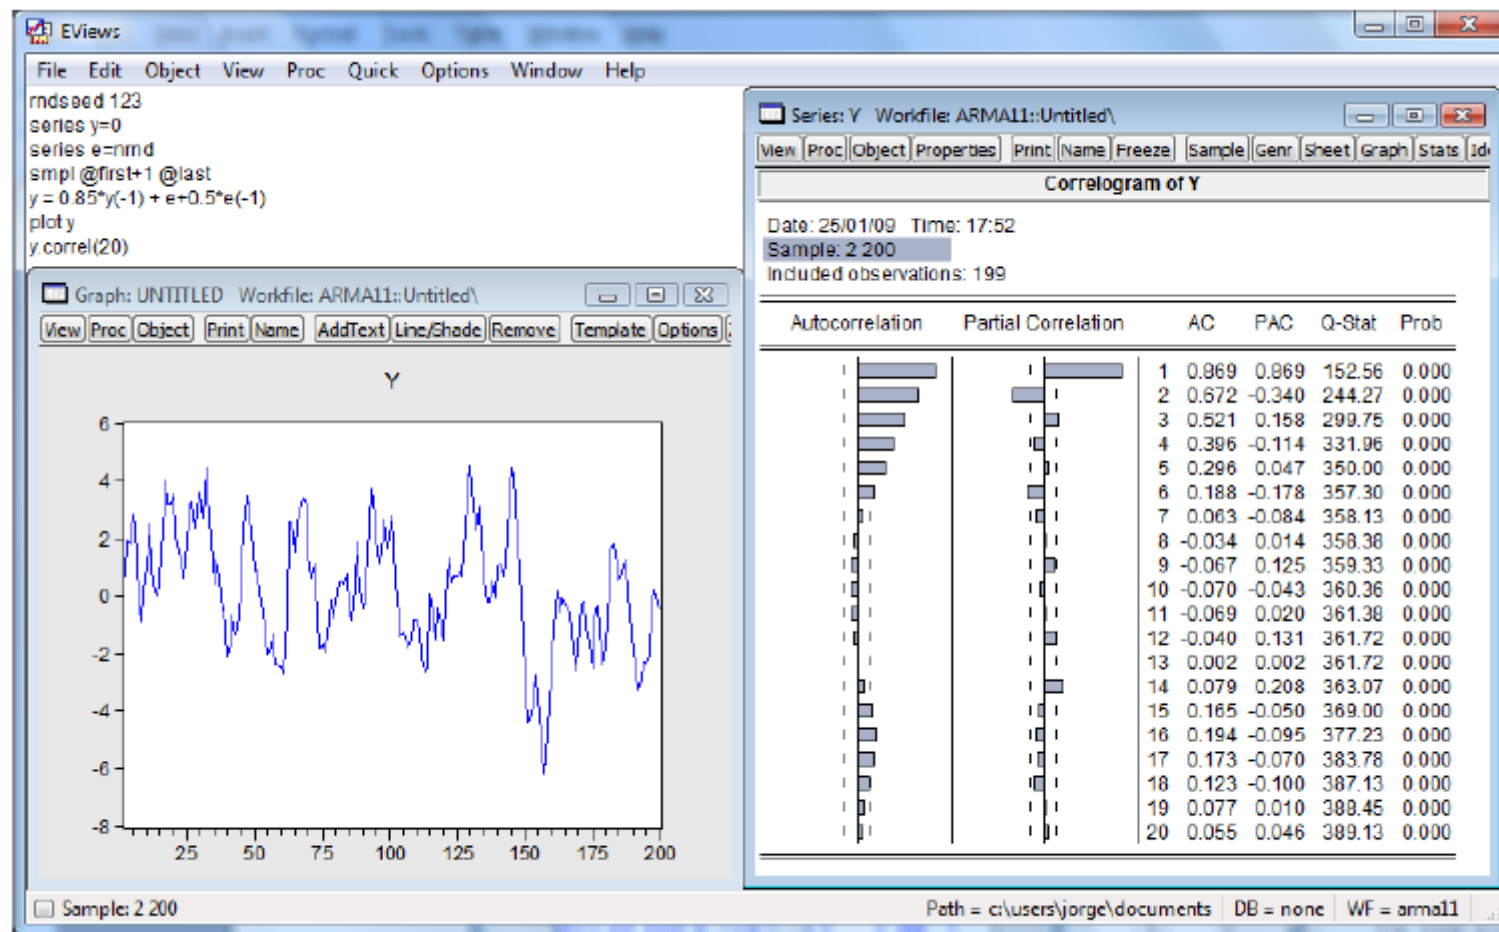 EViews
File Edit Object View Proc Quick Options Window Help
rndseed 123
series y=0
series e=nrnd
smpl @first+1 @last
y = 0.85*y(-1) + e+0.5*e(-1)
plot y
y.correl(20)
Graph: UNTITLED Workfile: ARMA11::Untitled\
View Proc Object Print Name AddText Line/Shade Remove Template Options
Y
6
4
2
0
-2
-4
-6
-8
25 50 75 100 125 150 175 200
Series: Y Workfile: ARMA11::Untitled\
View Proc Object Properties Print Name Freeze Sample Genr Sheet Graph Stats Ide
Correlogram of Y
Date: 25/01/09 Time: 17:52
Sample: 2 200
Included observations: 199
Autocorrelation Partial Correlation AC PAC Q-Stat Prob
1 0.869 0.869 152.56 0.000
2 0.672 -0.340 244.27 0.000
3 0.521 0.158 299.75 0.000
4 0.396 -0.114 331.96 0.000
5 0.296 0.047 350.00 0.000
6 0.188 -0.178 357.30 0.000
7 0.063 -0.084 358.13 0.000
8 -0.034 0.014 358.38 0.000
9 -0.067 0.125 359.33 0.000
10 -0.070 -0.043 360.36 0.000
11 -0.069 0.020 361.38 0.000
12 -0.040 0.131 361.72 0.000
13 0.002 0.002 361.72 0.000
14 0.079 0.208 363.07 0.000
15 0.165 -0.050 369.00 0.000
16 0.194 -0.095 377.23 0.000
17 0.173 -0.070 383.78 0.000
18 0.123 -0.100 387.13 0.000
19 0.077 0.010 388.45 0.000
20 0.055 0.046 389.13 0.000
Sample: 2 200
Path = c:\users\jorge\documents DB = none WF = arma11